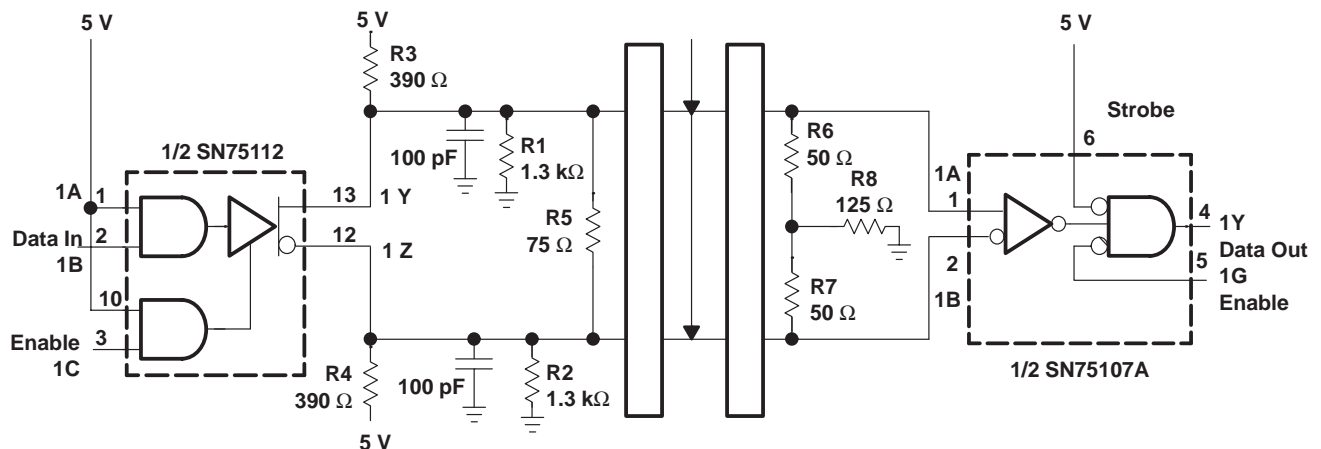 5 V
5 V
5 V
R3
390 Ω
Strobe
6
1/2 SN75112
100 pF
R1
1.3 kΩ
R6
50 Ω
1A
1
1A
1
13
1 Y
R8
125 Ω
R5
75 Ω
4
1Y
Data In
2
1B
12
1 Z
Data Out
2
1B
5
1G
Enable
10
R7
50 Ω
Enable
3
1C
R4
390 Ω
100 pF
R2
1.3 kΩ
1/2 SN75107A
5 V